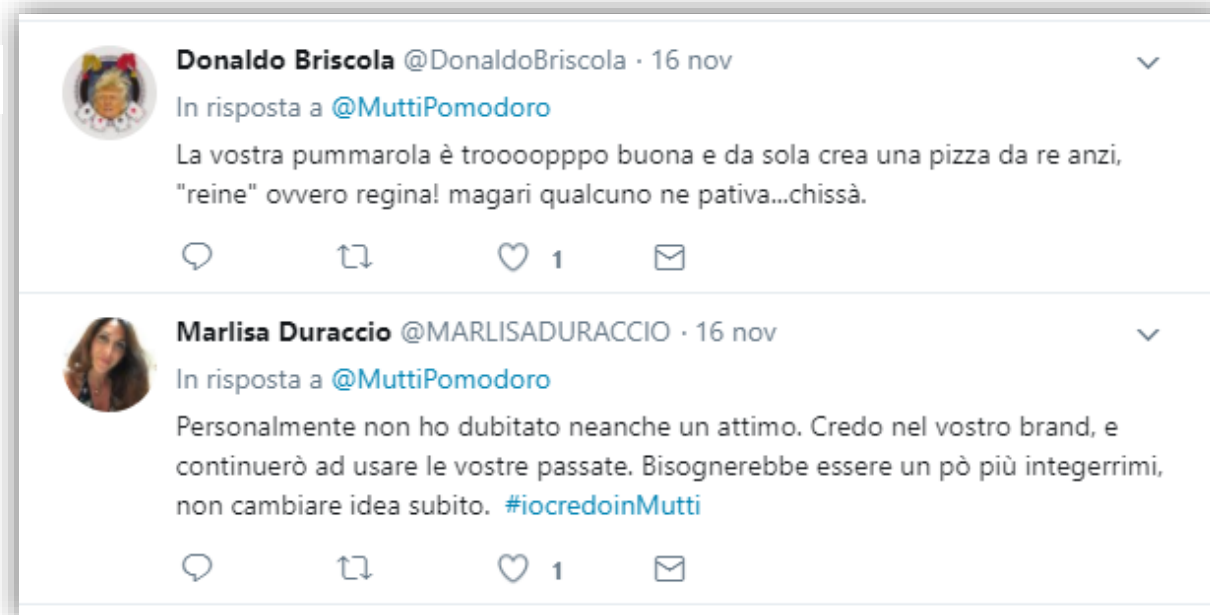 Donaldo Briscola @DonaldoBriscola · 16 nov
In risposta a @MuttiPomodoro
La vostra pummarola è troooopppo buona e da sola crea una pizza da re anzi,
"reine" ovvero regina! magari qualcuno ne pativa...chissà.
1
Marlisa Duraccio @MARLISADURACCIO · 16 nov
In risposta a @MuttiPomodoro
Personalmente non ho dubitato neanche un attimo. Credo nel vostro brand, e
continuerò ad usare le vostre passate. Bisognerebbe essere un pò più integerrimi,
non cambiare idea subito. #iocredoinMutti
1